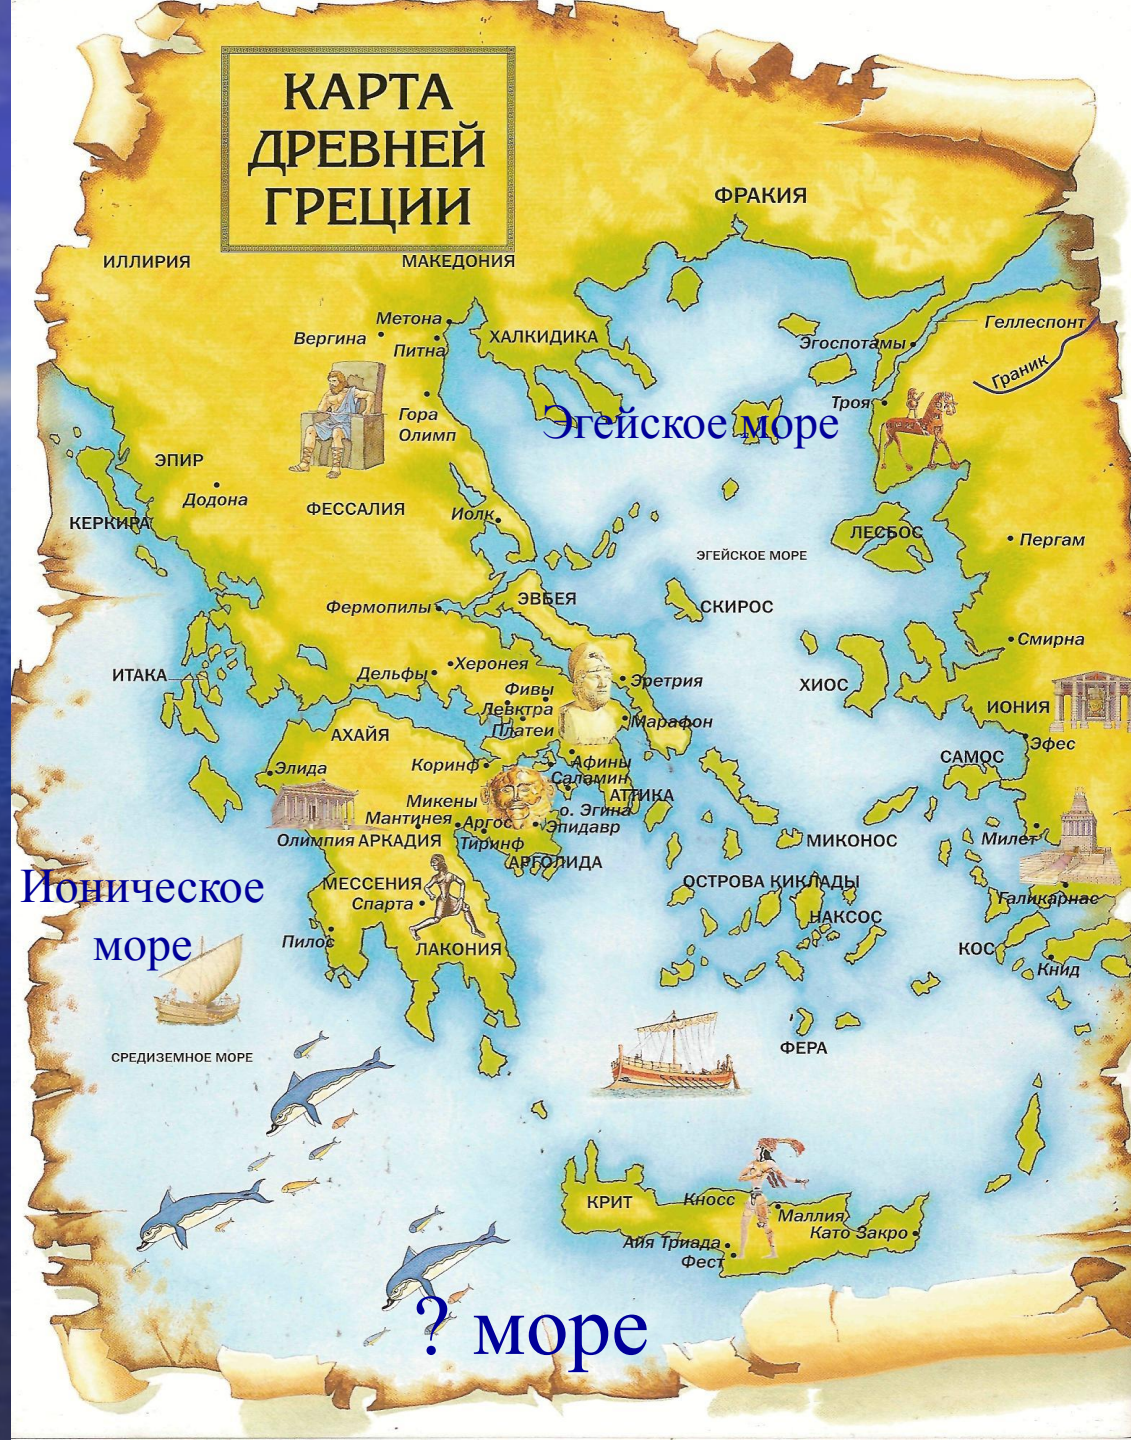 КАРТА
ДРЕВНЕЙ
ГРЕЦИИ
ФРАКИЯ
ИЛЛИРИЯ
МАКЕДОНИЯ
Метона
Вергина
Питна
ХАЛКИДИКА
Геллеспонт
Эгоспотамы
Граник
Троя
Гора
Олимп
Эгейское море
ЭПИР
Додона
ФЕССАЛИЯ
Иолк
КЕРКИРА
ЛЕСБОС
Пергам
ЭГЕЙСКОЕ МОРЕ
ЭВБЕЯ
СКИРОС
Фермопилы
Смирна
ИТАКА
Дельфы
Херонея
Фивы
Эретрия
ХИОС
Левктра
Платеи
Марафон
ИОНИЯ
АХАЙЯ
Эфес
САМОС
Элида
Коринф
Афины
Саламин
АТТИКА
Микены
о. Эгина
Мантинея
Аргос
Эпидавр
Олимпия
АРКАДИЯ
Тиринф
МИКОНОС
Милет
АРГОЛИДА
МЕССЕНИЯ
ОСТРОВА КИКЛАДЫ
Ионическое
море
Спарта
Галикарнас
НАКСОС
Пилос
ЛАКОНИЯ
КОС
Книд
СРЕДИЗЕМНОЕ МОРЕ
ФЕРА
КРИТ
Кносс
Маллия
Като Закро
Айя Триада
Фест
? море